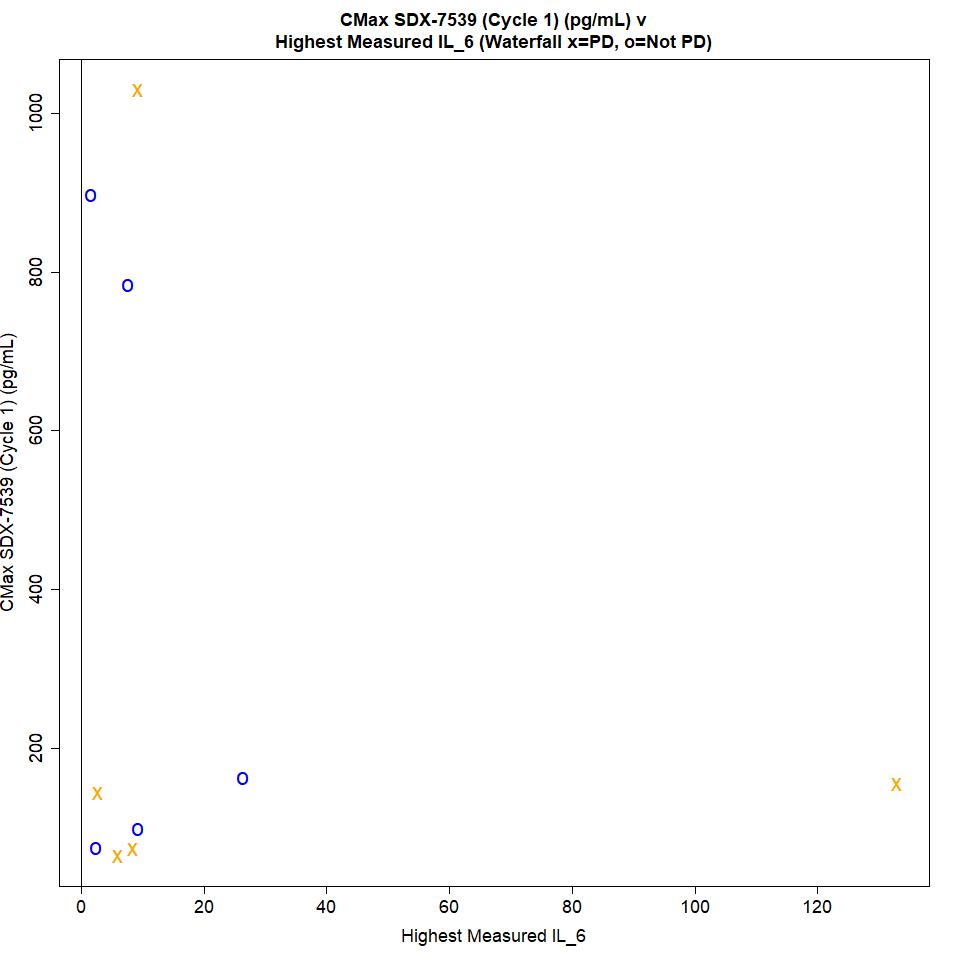 CMax SDX-7539 (Cycle 1) (pg/mL) v
Highest Measured IL_6 (Waterfall x=PD, o=Not PD)
CMax SDX-7539 (Cycle 1) (pg/mL)
1000
800
600
400
200
X
O
O
X
O
X
O
O
X
X
0 20 40 60 80 100 120
Highest Measured IL_6